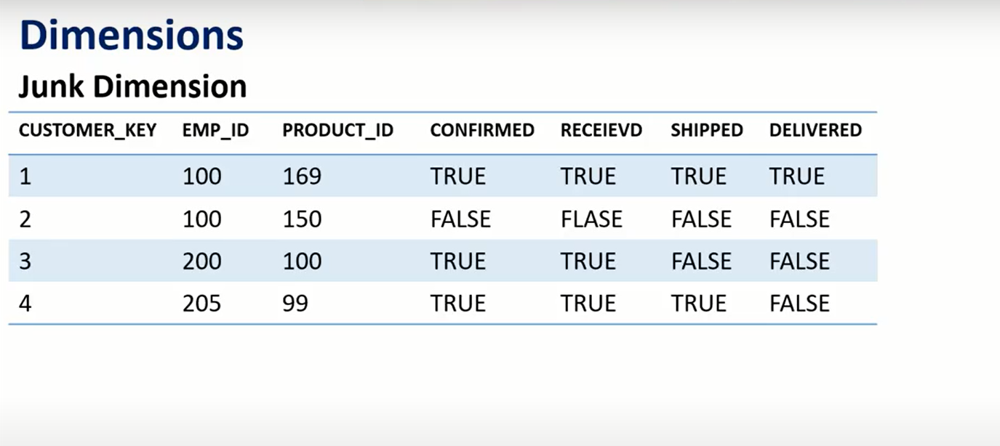 Dimensions
Junk Dimension
CUSTOMER_KEY EMP_ID PRODUCT_ID CONFIRMED RECEIEVD SHIPPED DELIVERED
1 100 169 TRUE TRUE TRUE TRUE
2 100 150 FALSE FLASE FALSE FALSE
3 200 100 TRUE TRUE FALSE FALSE
4 205 99 TRUE TRUE TRUE FALSE